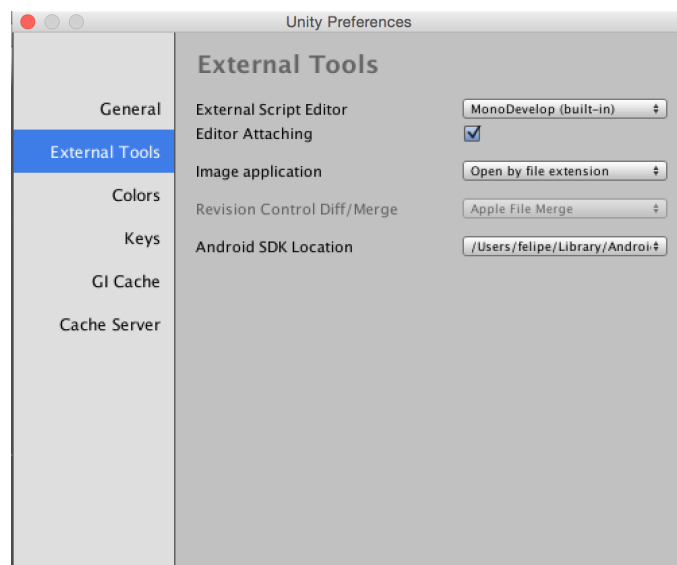 Unity Preferences
External Tools
General
External Tools
Colors
Keys
GI Cache
Cache Server
External Script Editor MonoDevelop (built-in)
Editor Attaching
Image application Open by file extension
Revision Control Diff/Merge Apple File Merge
Android SDK Location /Users/felipe/Library/Androi